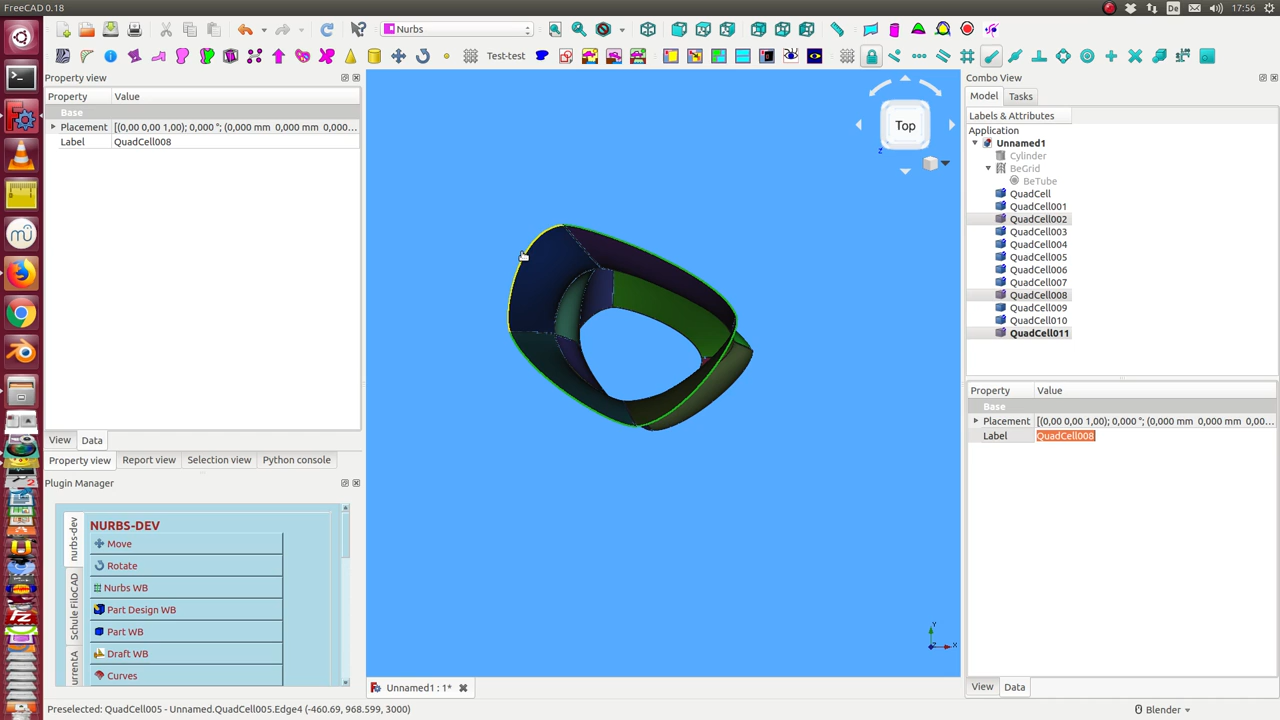 FreeCAD 0.18
De
17:56
Nurbs
Test-test
Property view
Property Value
Base
Placement [(0,00 0,00 1,00); 0,000 °; (0,000 mm 0,000 mm 0,000...
Label QuadCell008
View Data
Property view Report view Selection view Python console
Plugin Manager
nurbs-dev
Schule FiloCAD
urrentA
NURBS-DEV
Move
Rotate
Nurbs WB
Part Design WB
Part WB
Draft WB
Curves
Top
Z
Y
X
Unnamed1 : 1*
Combo View
Model Tasks
Labels & Attributes
Application
Unnamed1
Cylinder
BeGrid
BeTube
QuadCell
QuadCell001
QuadCell002
QuadCell003
QuadCell004
QuadCell005
QuadCell006
QuadCell007
QuadCell008
QuadCell009
QuadCell010
QuadCell011
Property Value
Base
Placement [(0,00 0,00 1,00); 0,000 °; (0,000 mm 0,000 mm 0,00...
Label QuadCell008
View Data
Preselected: QuadCell005 - Unnamed.QuadCell005.Edge4 (-460.69, 968.599, 3000)
Blender